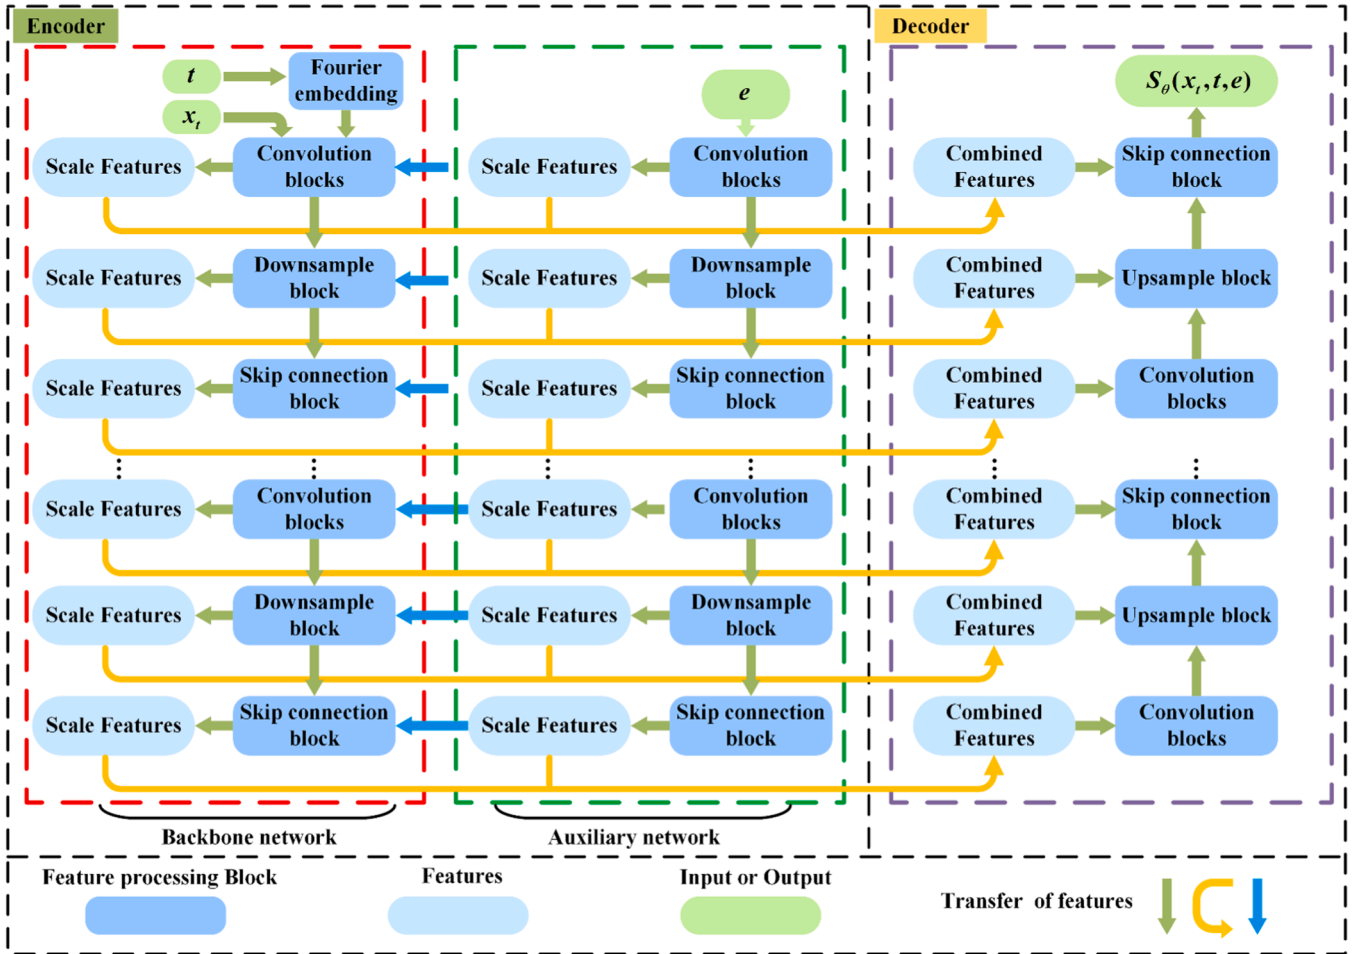 Encoder
Decoder
t
Fourier
embedding
x_t
e
S_θ(x_t,t,e)
Scale Features
Convolution
blocks
Scale Features
Convolution
blocks
Combined
Features
Skip connection
block
Scale Features
Downsample
block
Scale Features
Downsample
block
Combined
Features
Upsample block
Scale Features
Skip connection
block
Scale Features
Skip connection
block
Combined
Features
Convolution
blocks
Scale Features
Convolution
blocks
Scale Features
Convolution
blocks
Combined
Features
Skip connection
block
Scale Features
Downsample
block
Scale Features
Downsample
block
Combined
Features
Upsample block
Scale Features
Skip connection
block
Scale Features
Skip connection
block
Combined
Features
Convolution
blocks
Backbone network
Auxiliary network
Feature processing Block
Features
Input or Output
Transfer of features